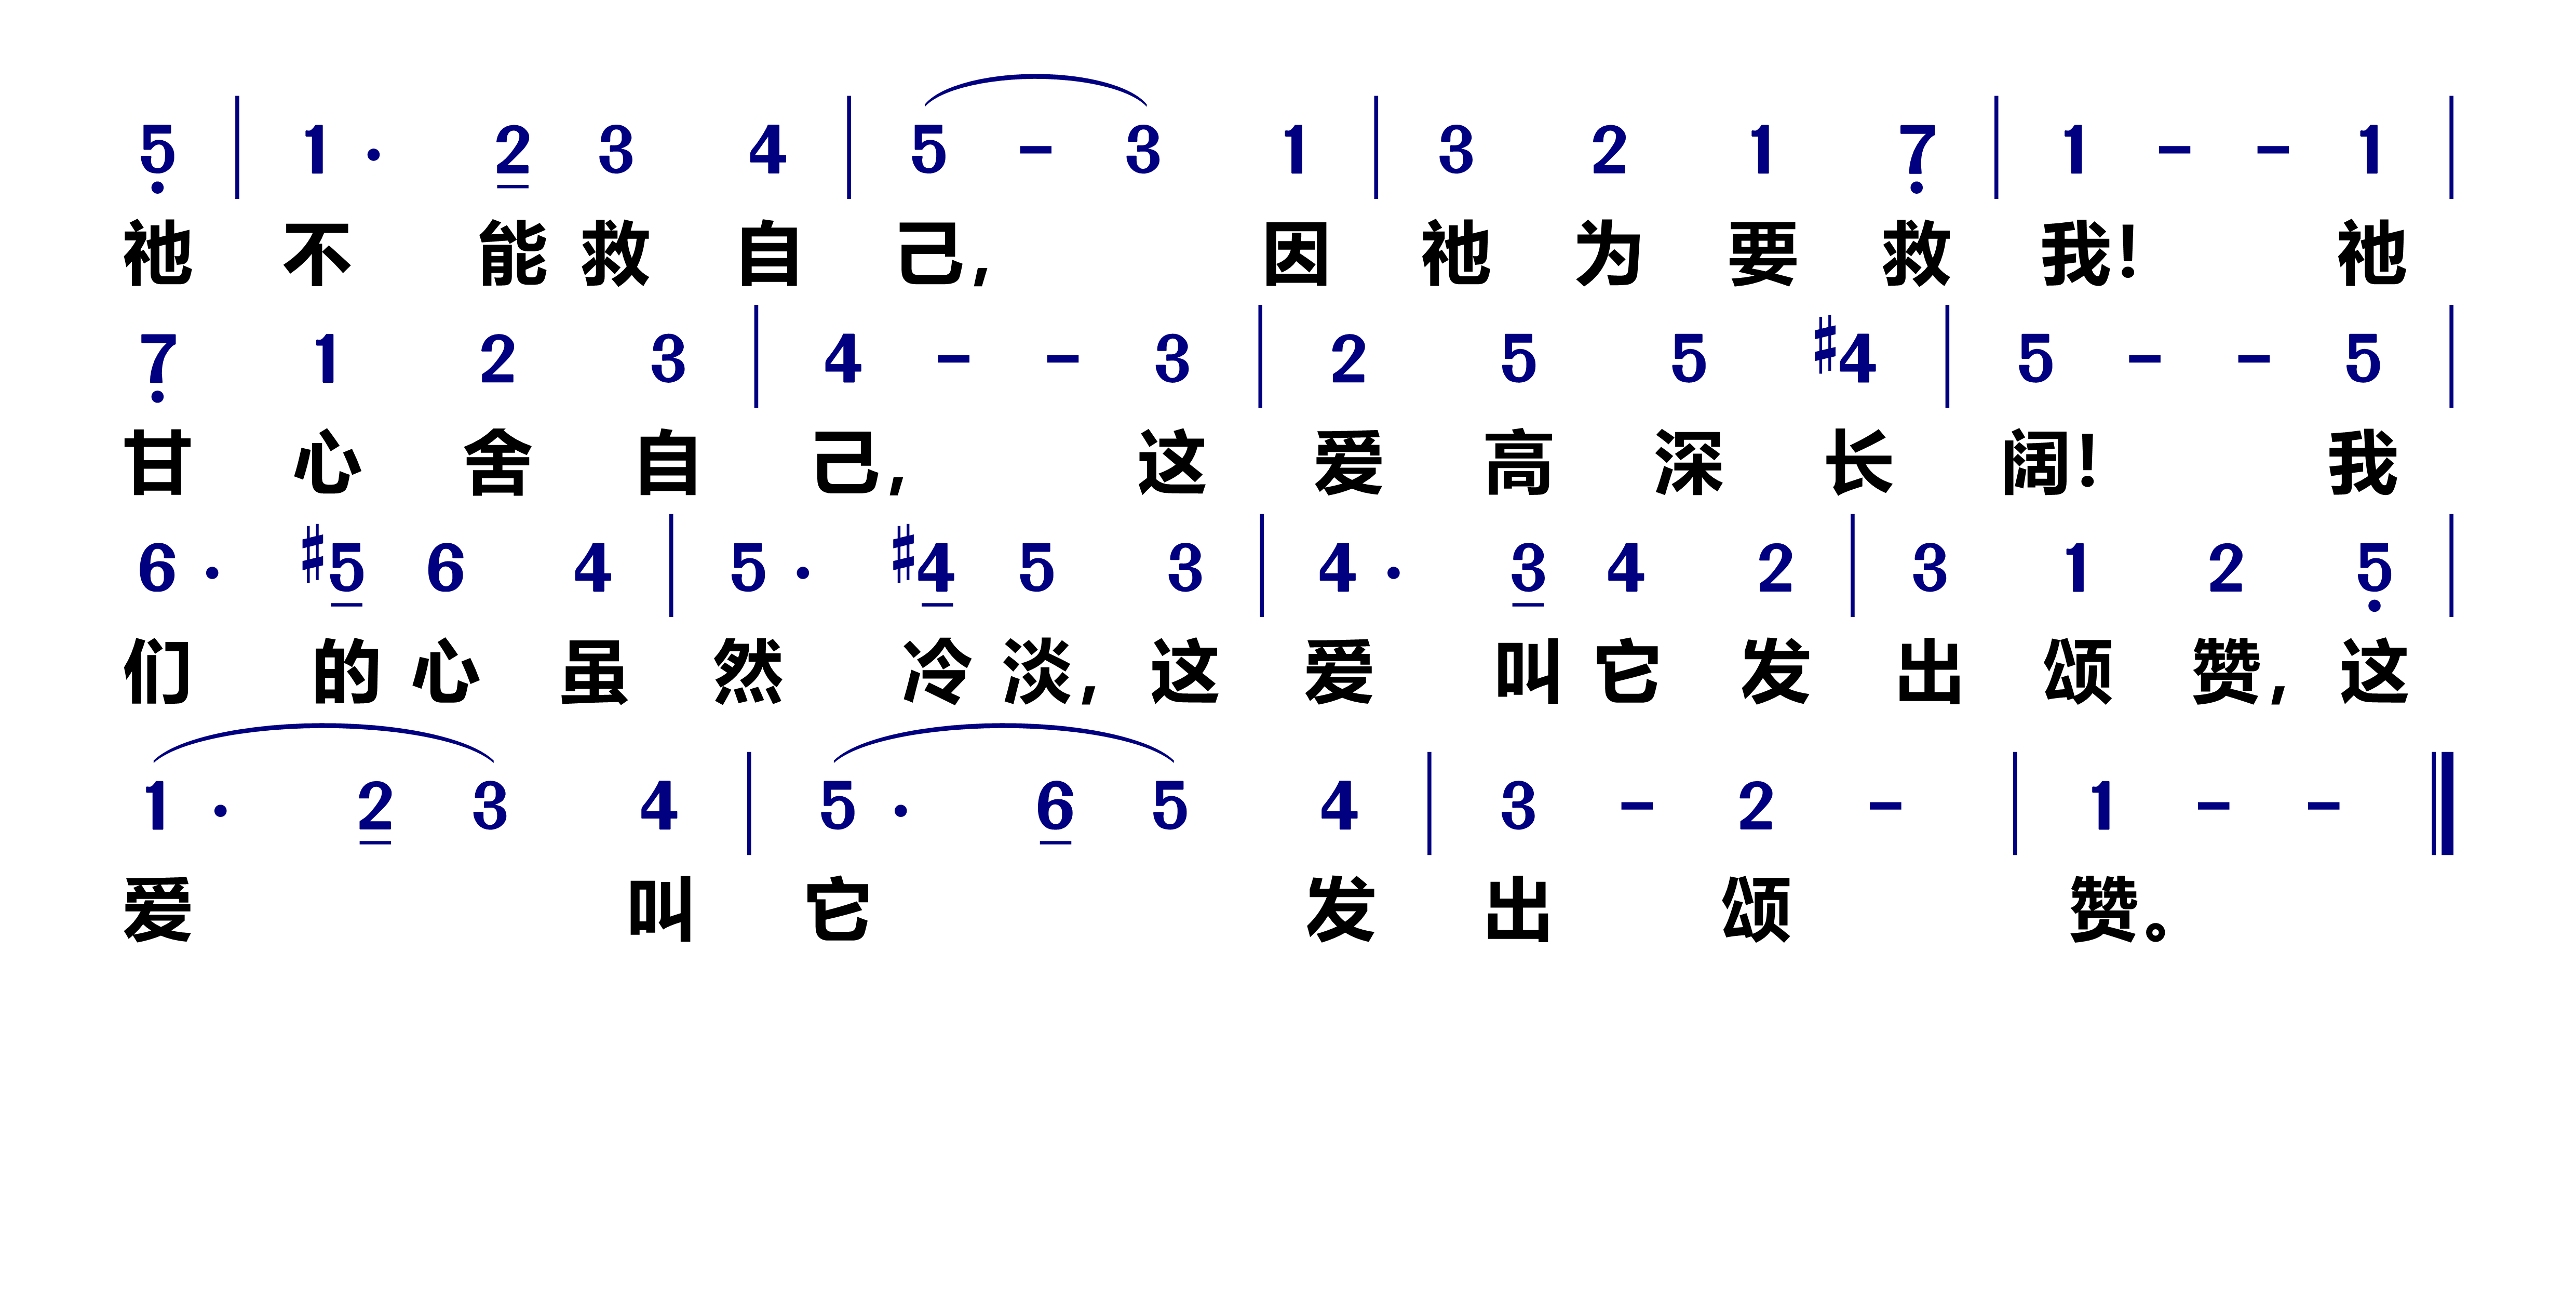 5̣ | 1 · 2̲ 3 4 | 5 – 3 1 | 3 2 1 7̣ | 1 – – 1 |
祂 不 能 救 自 己, 因 祂 为 要 救 我! 祂
7̣ 1 2 3 | 4 – – 3 | 2 5 5 #4 | 5 – – 5 |
甘 心 舍 自 己, 这 爱 高 深 长 阔! 我
6 · #5̲ 6 4 | 5 · #4̲ 5 3 | 4 · 3̲ 4 2 | 3 1 2 5̣ |
们 的 心 虽 然 冷 淡, 这 爱 叫 它 发 出 颂 赞, 这
1 · 2̲ 3 4 | 5 · 6̲ 5 4 | 3 – 2 – | 1 – – ‖
爱 叫 它 发 出 颂 赞。